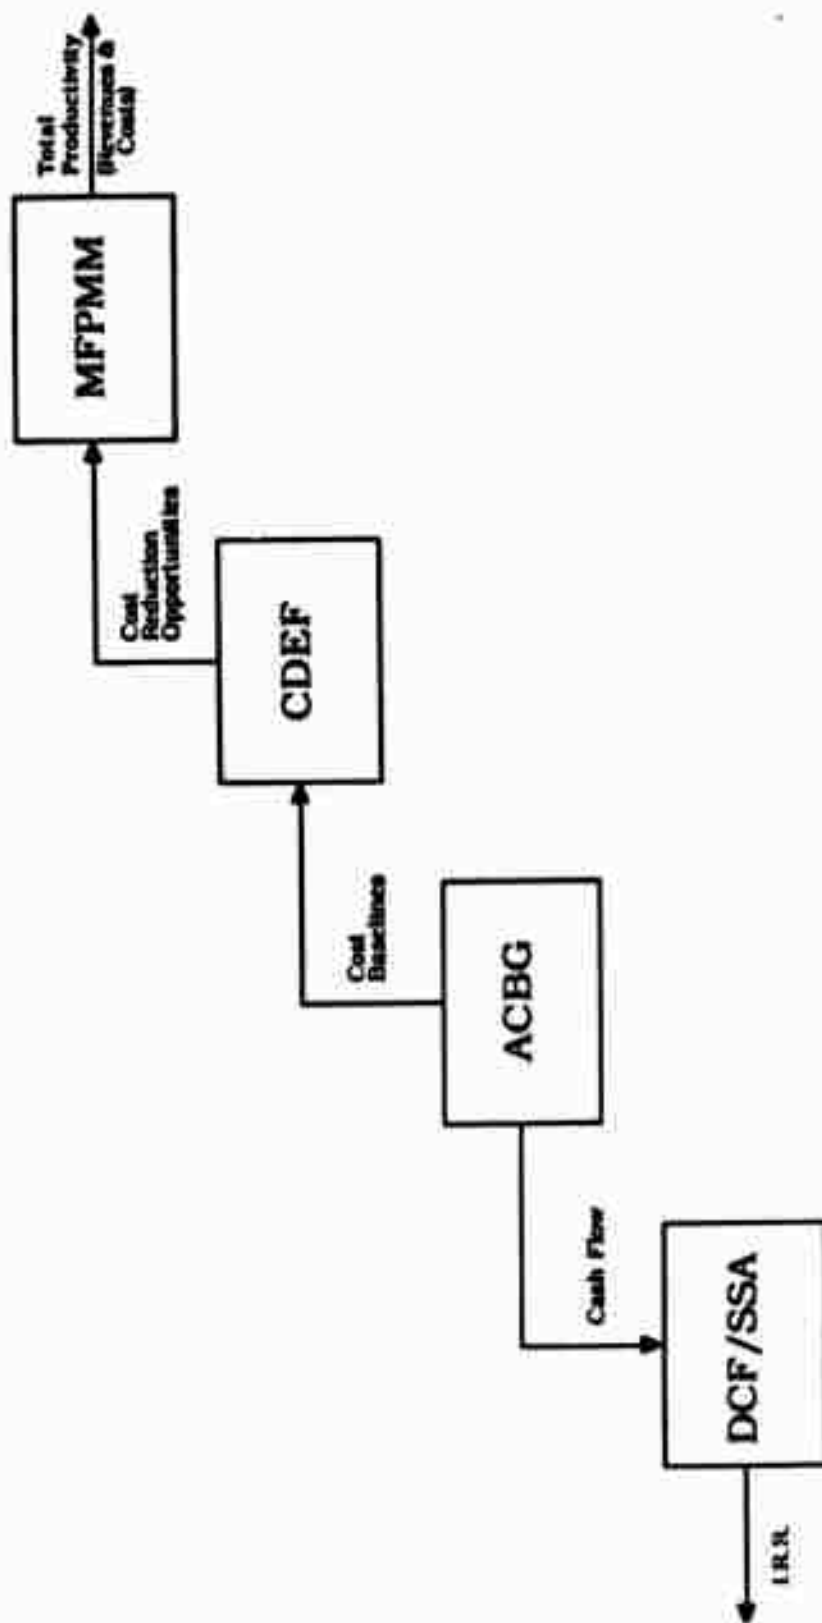 I.R.R.
DCF/SSA
Cash Flow
ACBG
Cost
Baselines
CDEF
Cost
Reduction
Opportunities
MFPMM
Total
Productivity
(Revenues &
Costs)